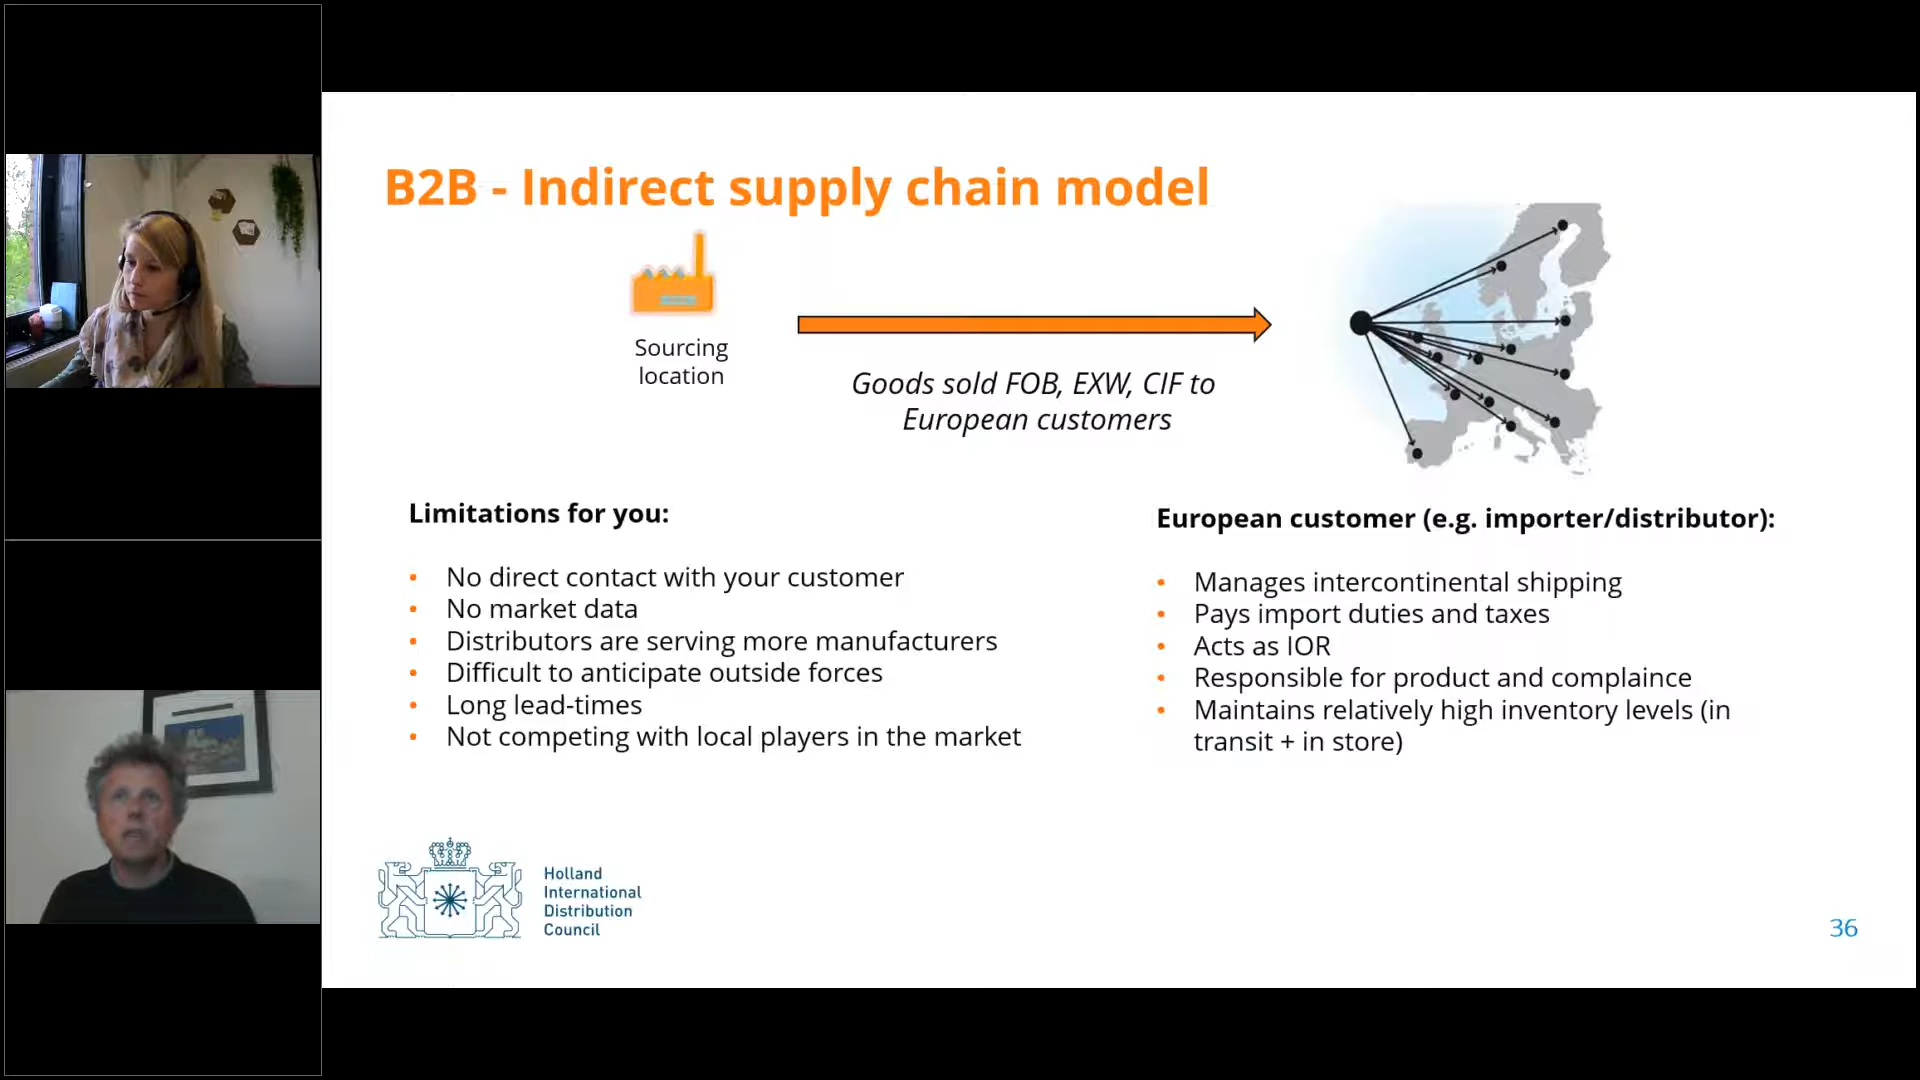 B2B - Indirect supply chain model
Sourcing
location
Goods sold FOB, EXW, CIF to
European customers
Limitations for you:
• No direct contact with your customer
• No market data
• Distributors are serving more manufacturers
• Difficult to anticipate outside forces
• Long lead-times
• Not competing with local players in the market
European customer (e.g. importer/distributor):
• Manages intercontinental shipping
• Pays import duties and taxes
• Acts as IOR
• Responsible for product and complaince
• Maintains relatively high inventory levels (in
transit + in store)
Holland
International
Distribution
Council
36